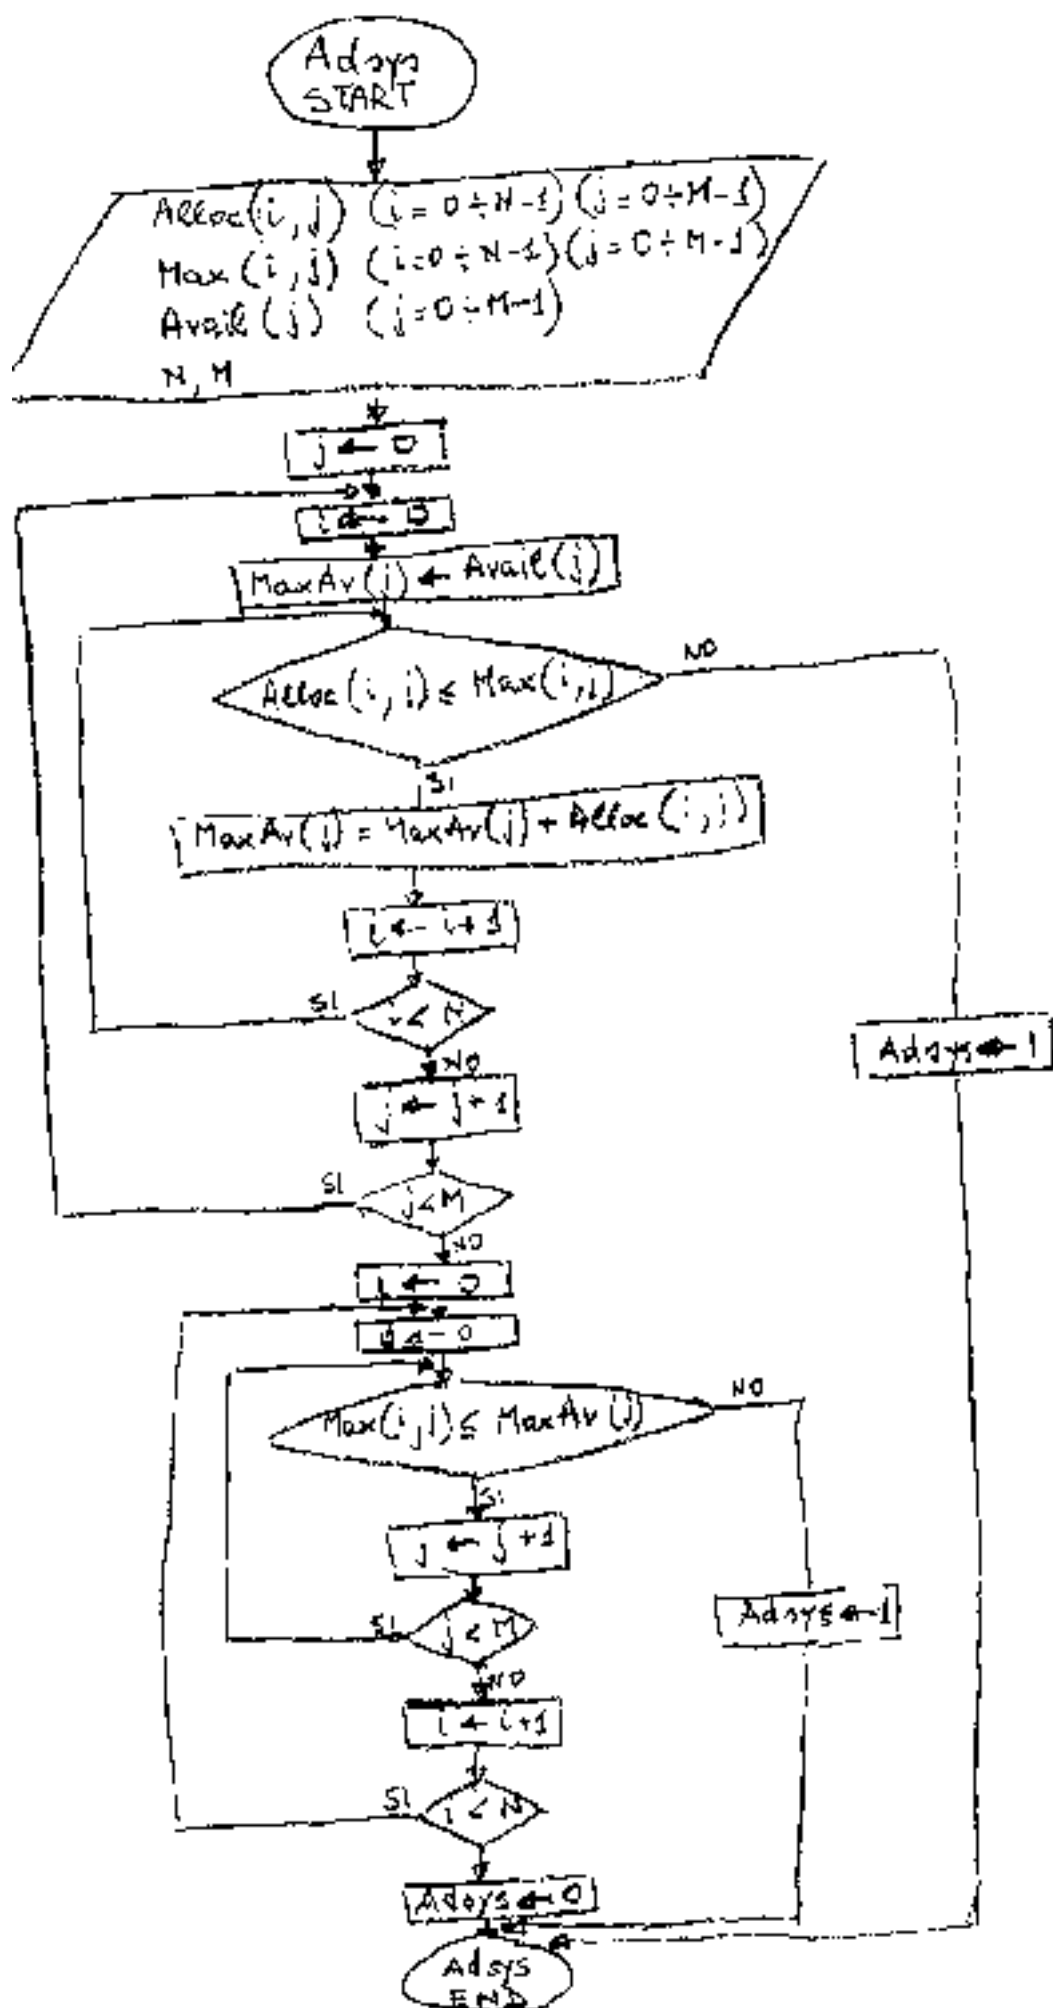 Adsys
START
Alloc(i,j) (i=0÷N-1)(j=0÷M-1)
Max(i,j) (i=0÷N-1)(j=0÷M-1)
Avail(j) (j=0÷M-1)
N, M
j ← 0
i ← 0
MaxAv(j) ← Avail(j)
Alloc(i,j) ≤ Max(i,j)
NO
SI
MaxAv(j) = MaxAv(j) + Alloc(i,j)
i ← i+1
SI
i < N
Adsys ← 1
NO
j ← j+1
SI
j < M
NO
i ← 0
j ← 0
Max(i,j) ≤ MaxAv(j)
NO
SI
j ← j+1
Adsys ← 1
SI
j < M
NO
i ← i+1
SI
i < N
Adsys ← 0
Adsys
END